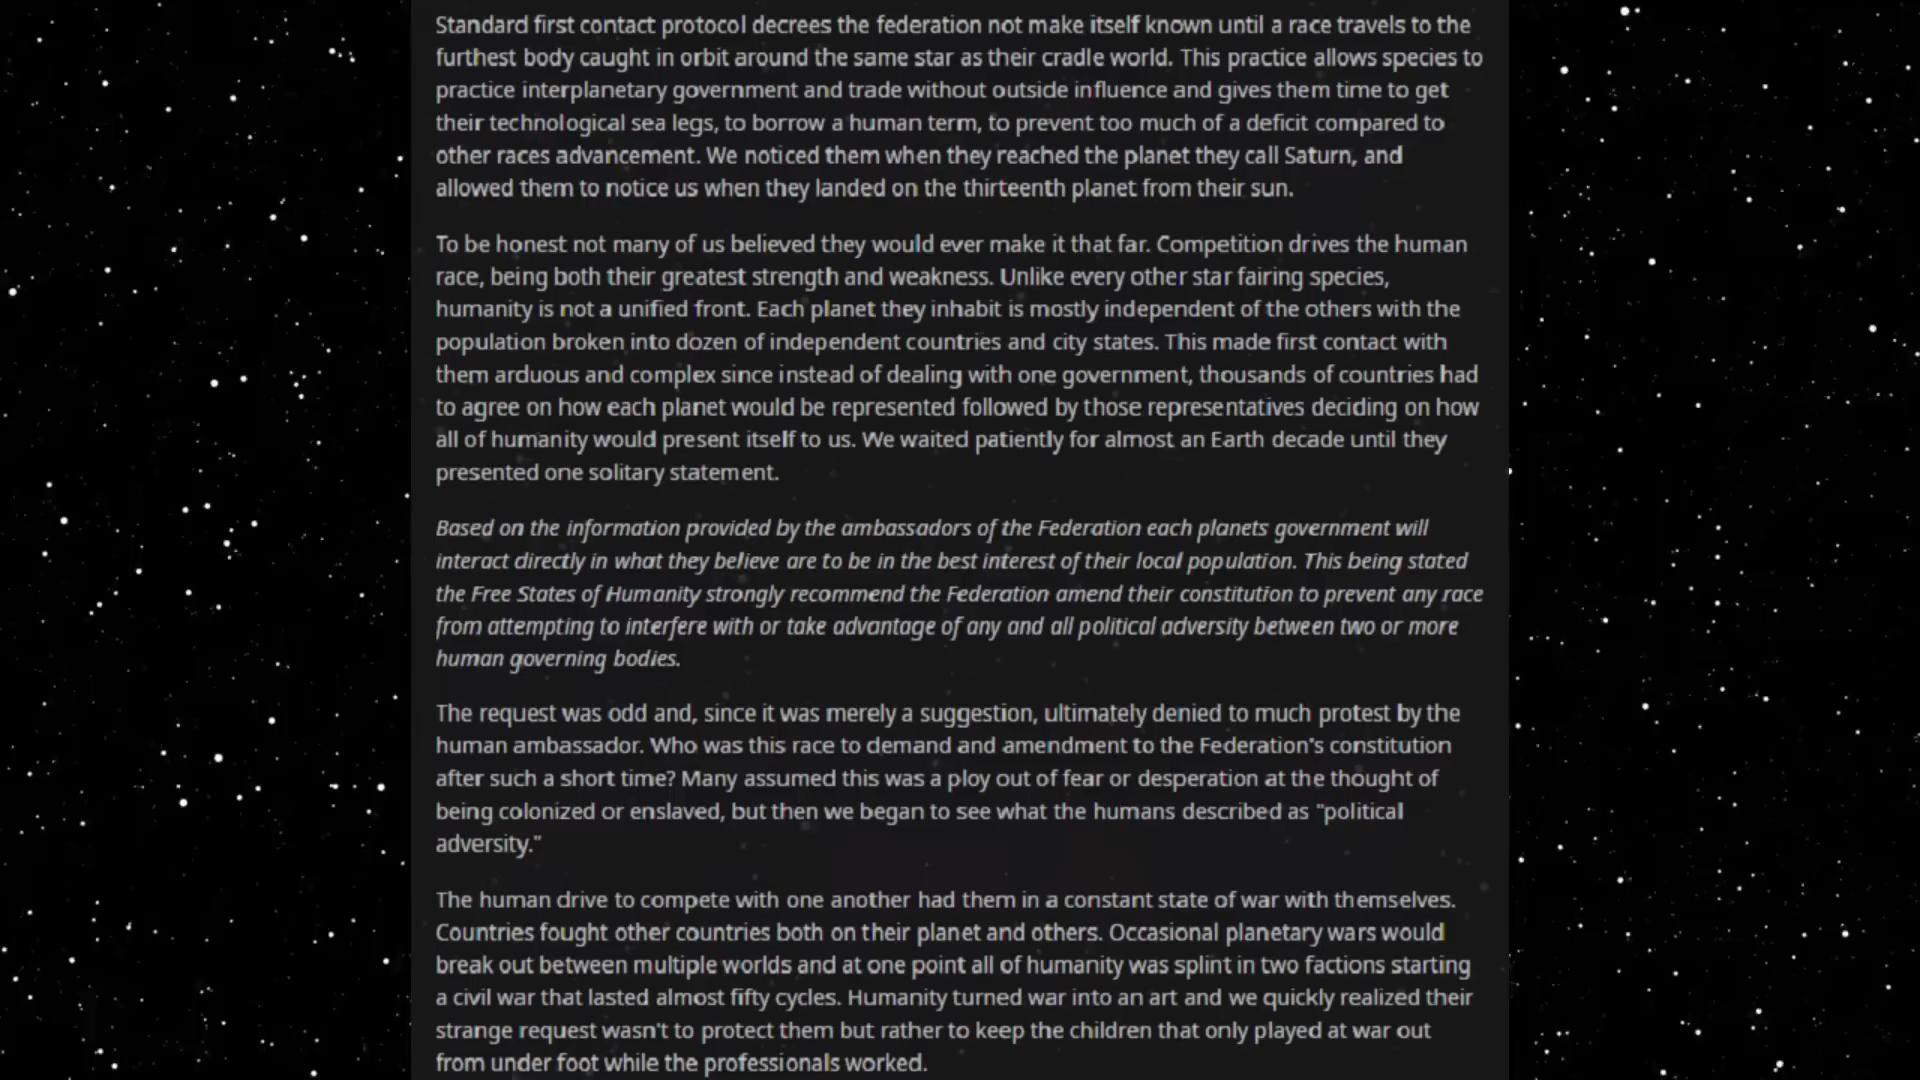 Standard first contact protocol decrees the federation not make itself known until a race travels to the
furthest body caught in orbit around the same star as their cradle world. This practice allows species to
practice interplanetary government and trade without outside influence and gives them time to get
their technological sea legs, to borrow a human term, to prevent too much of a deficit compared to
other races advancement. We noticed them when they reached the planet they call Saturn, and
allowed them to notice us when they landed on the thirteenth planet from their sun.
To be honest not many of us believed they would ever make it that far. Competition drives the human
race, being both their greatest strength and weakness. Unlike every other star fairing species,
humanity is not a unified front. Each planet they inhabit is mostly independent of the others with the
population broken into dozen of independent countries and city states. This made first contact with
them arduous and complex since instead of dealing with one government, thousands of countries had
to agree on how each planet would be represented followed by those representatives deciding on how
all of humanity would present itself to us. We waited patiently for almost an Earth decade until they
presented one solitary statement.
Based on the information provided by the ambassadors of the Federation each planets government will
interact directly in what they believe are to be in the best interest of their local population. This being stated
the Free States of Humanity strongly recommend the Federation amend their constitution to prevent any race
from attempting to interfere with or take advantage of any and all political adversity between two or more
human governing bodies.
The request was odd and, since it was merely a suggestion, ultimately denied to much protest by the
human ambassador. Who was this race to demand and amendment to the Federation's constitution
after such a short time? Many assumed this was a ploy out of fear or desperation at the thought of
being colonized or enslaved, but then we began to see what the humans described as "political
adversity."
The human drive to compete with one another had them in a constant state of war with themselves.
Countries fought other countries both on their planet and others. Occasional planetary wars would
break out between multiple worlds and at one point all of humanity was splint in two factions starting
a civil war that lasted almost fifty cycles. Humanity turned war into an art and we quickly realized their
strange request wasn't to protect them but rather to keep the children that only played at war out
from under foot while the professionals worked.